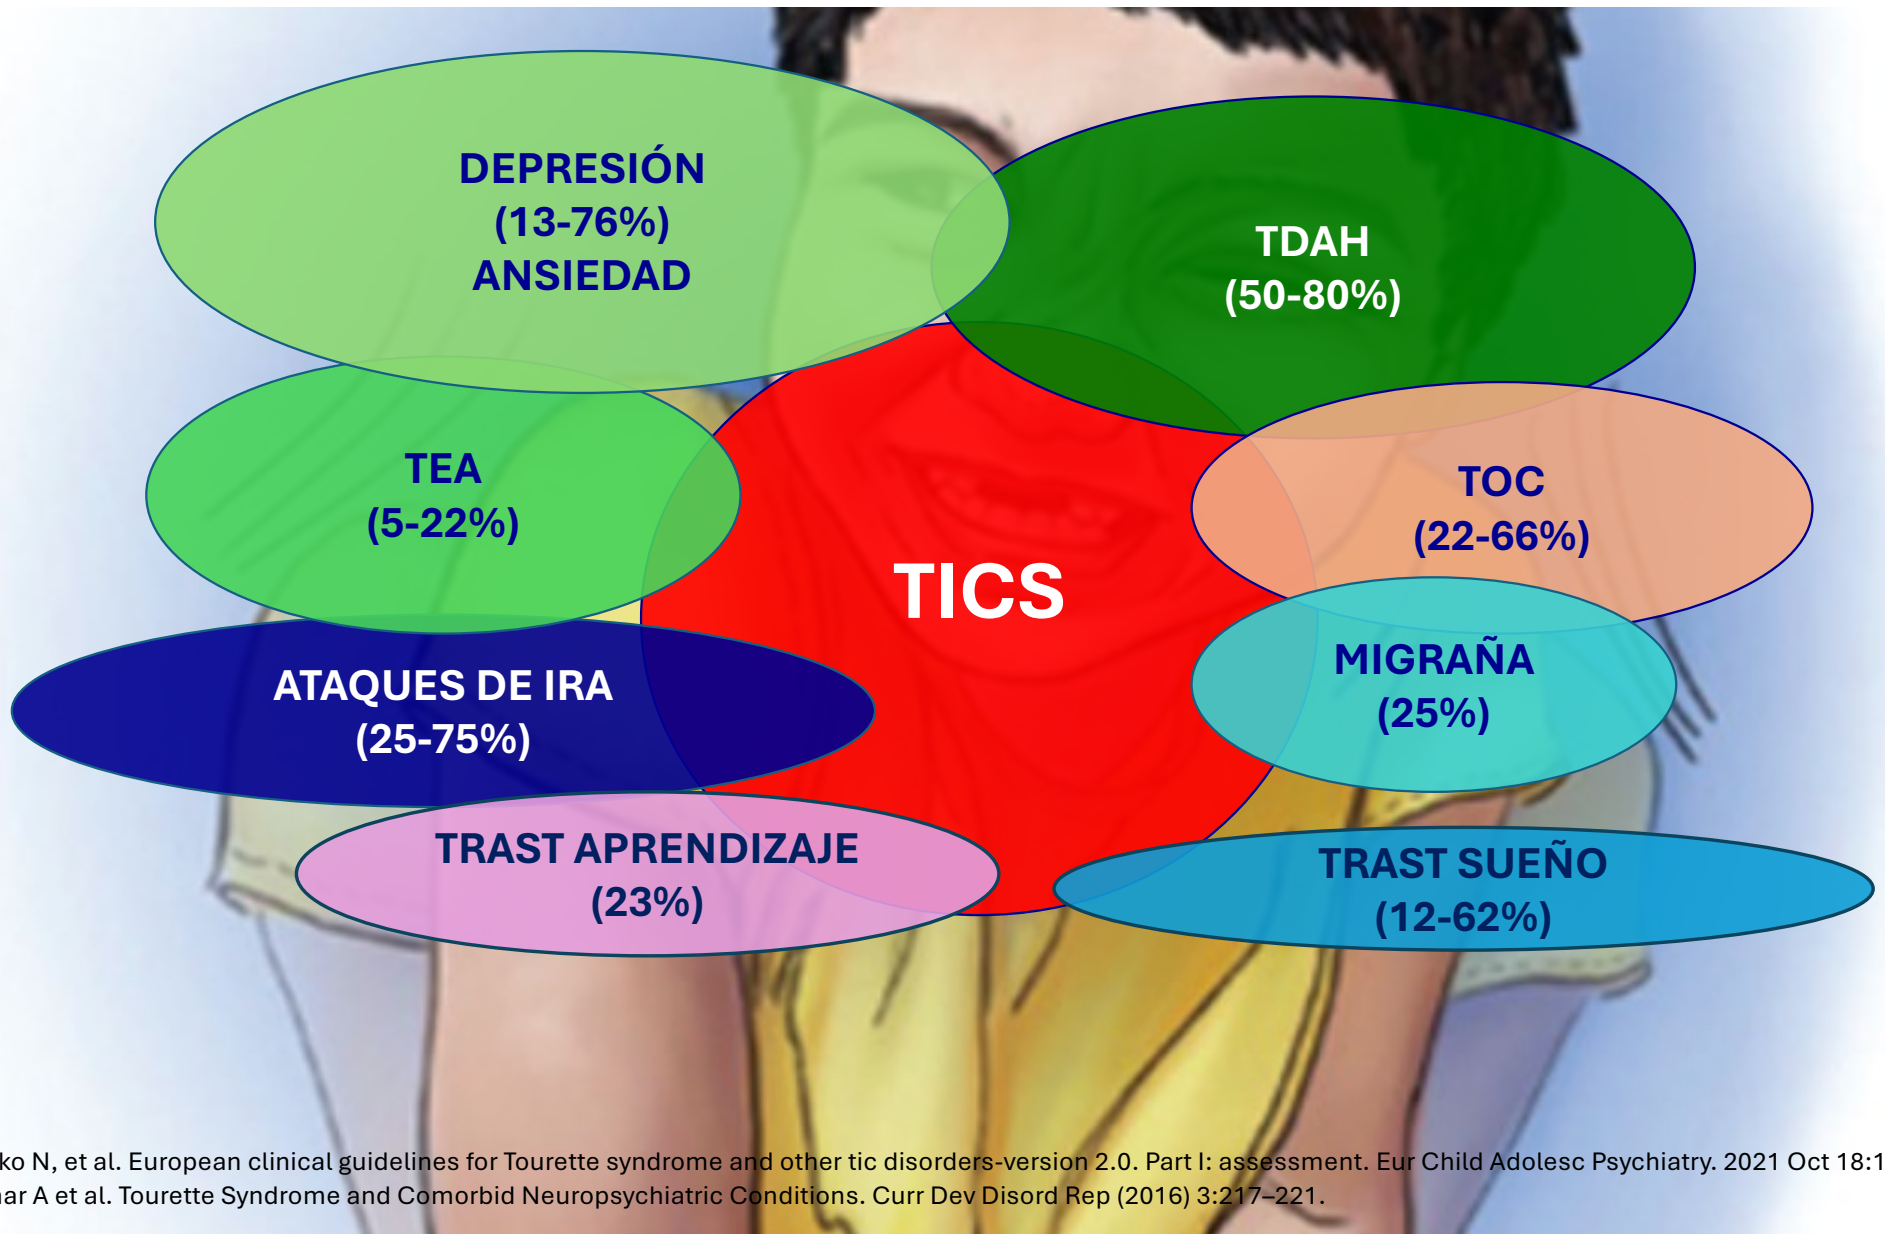 DEPRESIÓN
(13-76%)
ANSIEDAD
TDAH
(50-80%)
TEA
(5-22%)
TOC
(22-66%)
TICS
ATAQUES DE IRA
(25-75%)
MIGRAÑA
(25%)
TRAST APRENDIZAJE
(23%)
TRAST SUEÑO
(12-62%)
N, et al. European clinical guidelines for Tourette syndrome and other tic disorders-version 2.0. Part I: assessment. Eur Child Adolesc Psychiatry. 2021 Oct 18:1
A et al. Tourette Syndrome and Comorbid Neuropsychiatric Conditions. Curr Dev Disord Rep (2016) 3:217–221.